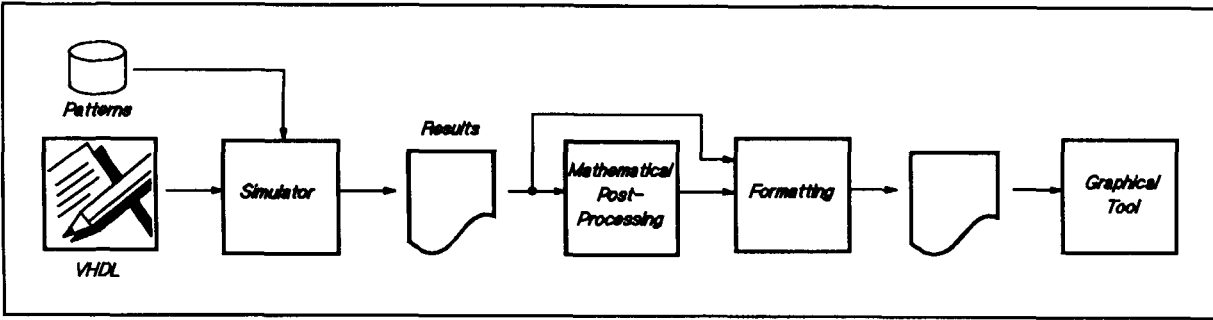 Patterns
VHDL
Simulator
Results
Mathematical
Post-
Processing
Formatting
Graphical
Tool